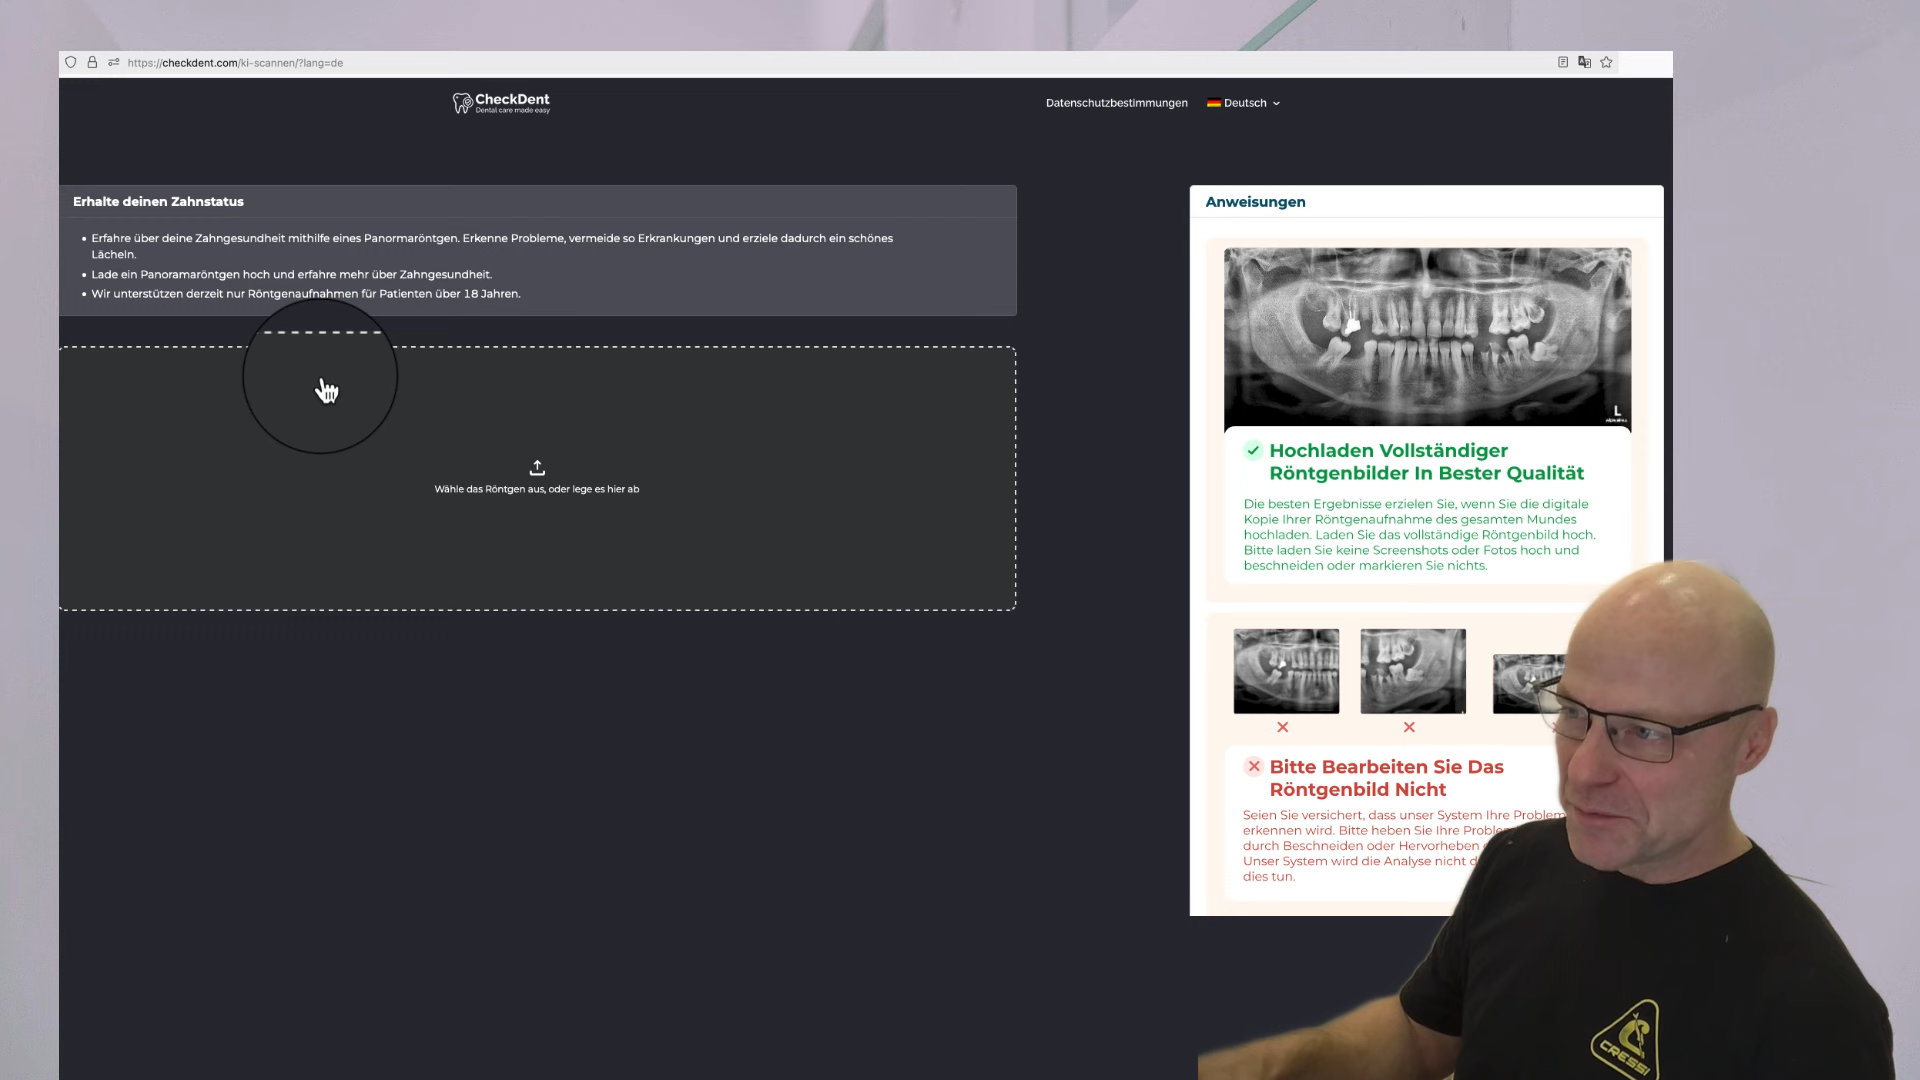 https://checkdent.com/ki-scannen/?lang=de
CheckDent
Dental care made easy
Datenschutzbestimmungen
Deutsch
Erhalte deinen Zahnstatus
Erfahre über deine Zahngesundheit mithilfe eines Panormaröntgen. Erkenne Probleme, vermeide so Erkrankungen und erziele dadurch ein schönes
Lächeln.
Lade ein Panoramaröntgen hoch und erfahre mehr über Zahngesundheit.
Wir unterstützen derzeit nur Röntgenaufnahmen für Patienten über 18 Jahren.
Wähle das Röntgen aus, oder lege es hier ab
Anweisungen
L
Hochladen Vollständiger
Röntgenbilder In Bester Qualität
Die besten Ergebnisse erzielen Sie, wenn Sie die digitale
Kopie Ihrer Röntgenaufnahme des gesamten Mundes
hochladen. Laden Sie das vollständige Röntgenbild hoch.
Bitte laden Sie keine Screenshots oder Fotos hoch und
beschneiden oder markieren Sie nichts.
Bitte Bearbeiten Sie Das
Röntgenbild Nicht
Seien Sie versichert, dass unser System Ihre
erkennen wird. Bitte heben Sie Ihre
durch Beschneiden oder Hervorheben
Unser System wird die Analyse nicht
dies tun.
CRESSI